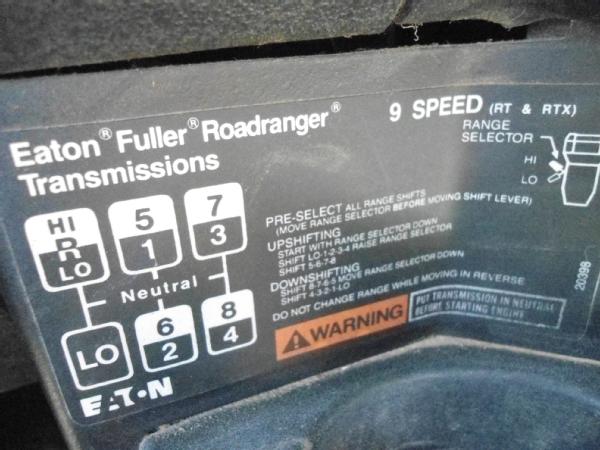 Eaton® Fuller® Roadranger®
Transmissions
9 SPEED (RT & RTX)
RANGE
SELECTOR
HI
LO
HI
R
LO
5
1
7
3
Neutral
LO
6
2
8
4
PRE-SELECT ALL RANGE SHIFTS
(MOVE RANGE SELECTOR BEFORE MOVING SHIFT LEVER)
UPSHIFTING
START WITH RANGE SELECTOR DOWN
SHIFT LO-1-2-3-4 RAISE RANGE SELECTOR
SHIFT 5-6-7-8
DOWNSHIFTING
SHIFT 8-7-6-5 MOVE RANGE SELECTOR DOWN
SHIFT 4-3-2-1-LO
DO NOT CHANGE RANGE WHILE MOVING IN REVERSE
WARNING
PUT TRANSMISSION IN NEUTRAL
BEFORE STARTING ENGINE
20398
EATON